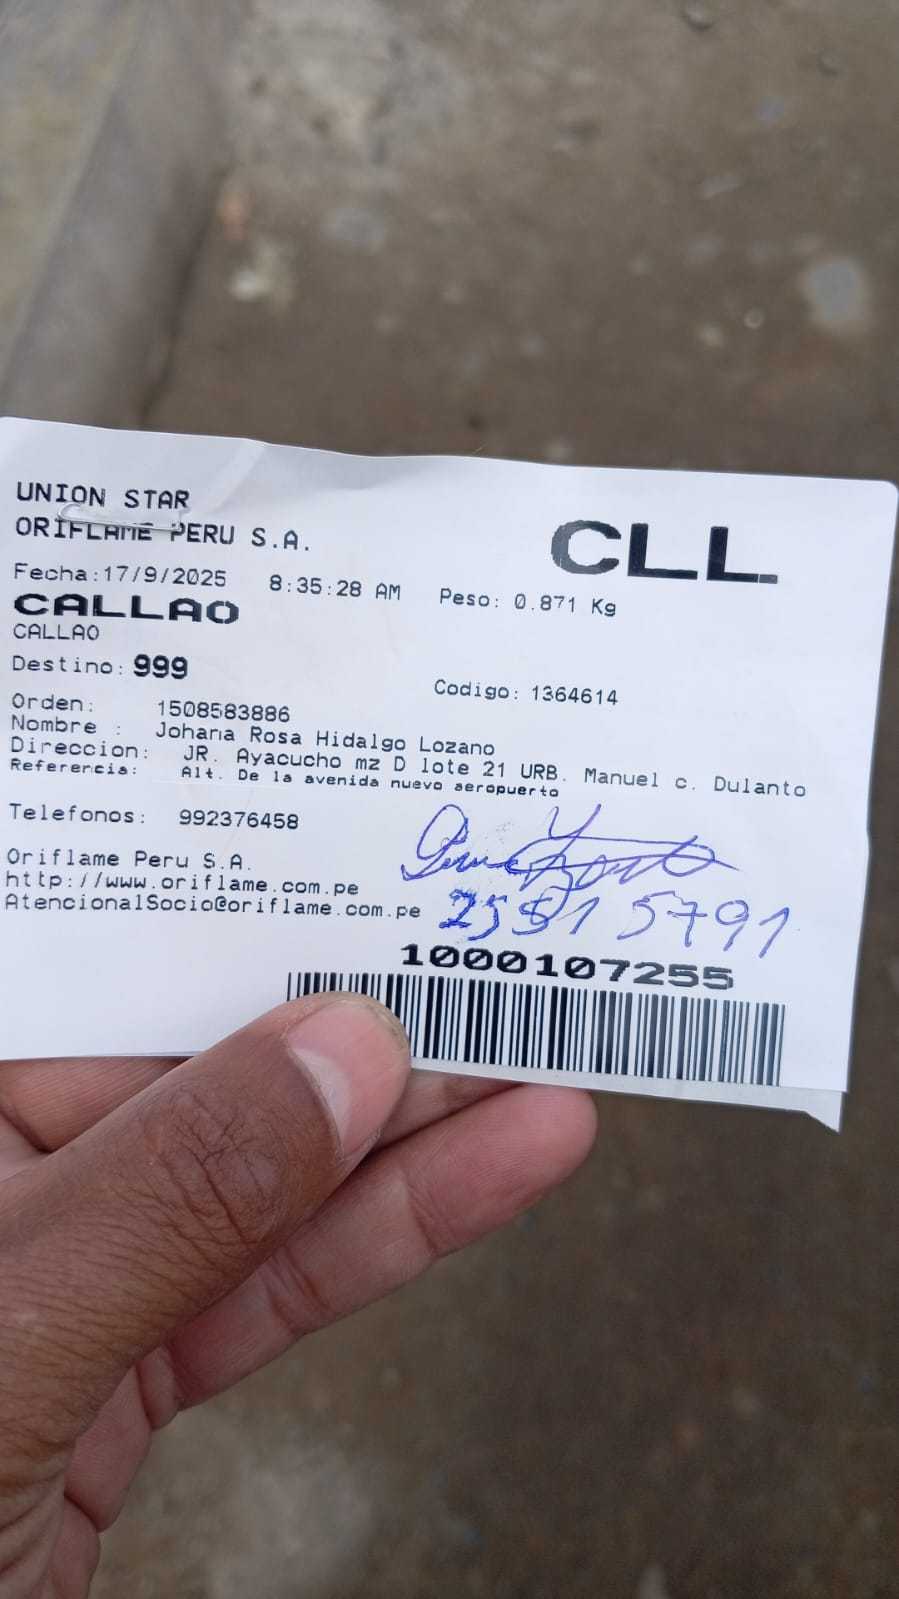 UNION STAR
ORIFLAME PERU S.A.
CLL
Fecha:17/9/2025 8:35:28 AM Peso: 0.871 Kg
CALLAO
CALLAO
Destino: 999
Codigo: 1364614
Orden: 1508583886
Nombre : Johana Rosa Hidalgo Lozano
Direccion: JR. Ayacucho mz D lote 21 URB. Manuel c. Dulanto
Referencia: Alt. De la avenida nuevo aeropuerto
Telefonos: 992376458
Oriflame Peru S.A.
http://www.oriflame.com.pe
AtencionalSocio@oriflame.com.pe
25515791
1000107255